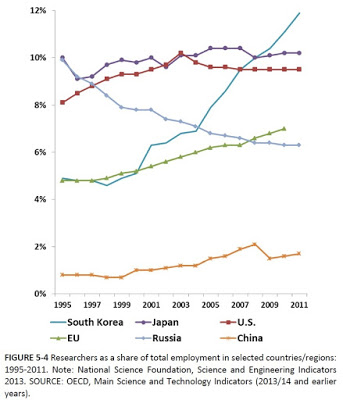 12%
10%
8%
6%
4%
2%
0%
1995 1997 1999 2001 2003 2005 2007 2009 2011
South Korea Japan U.S.
EU Russia China
FIGURE 5-4 Researchers as a share of total employment in selected countries/regions:
1995-2011. Note: National Science Foundation, Science and Engineering Indicators
2013. SOURCE: OECD, Main Science and Technology Indicators (2013/14 and earlier
years).